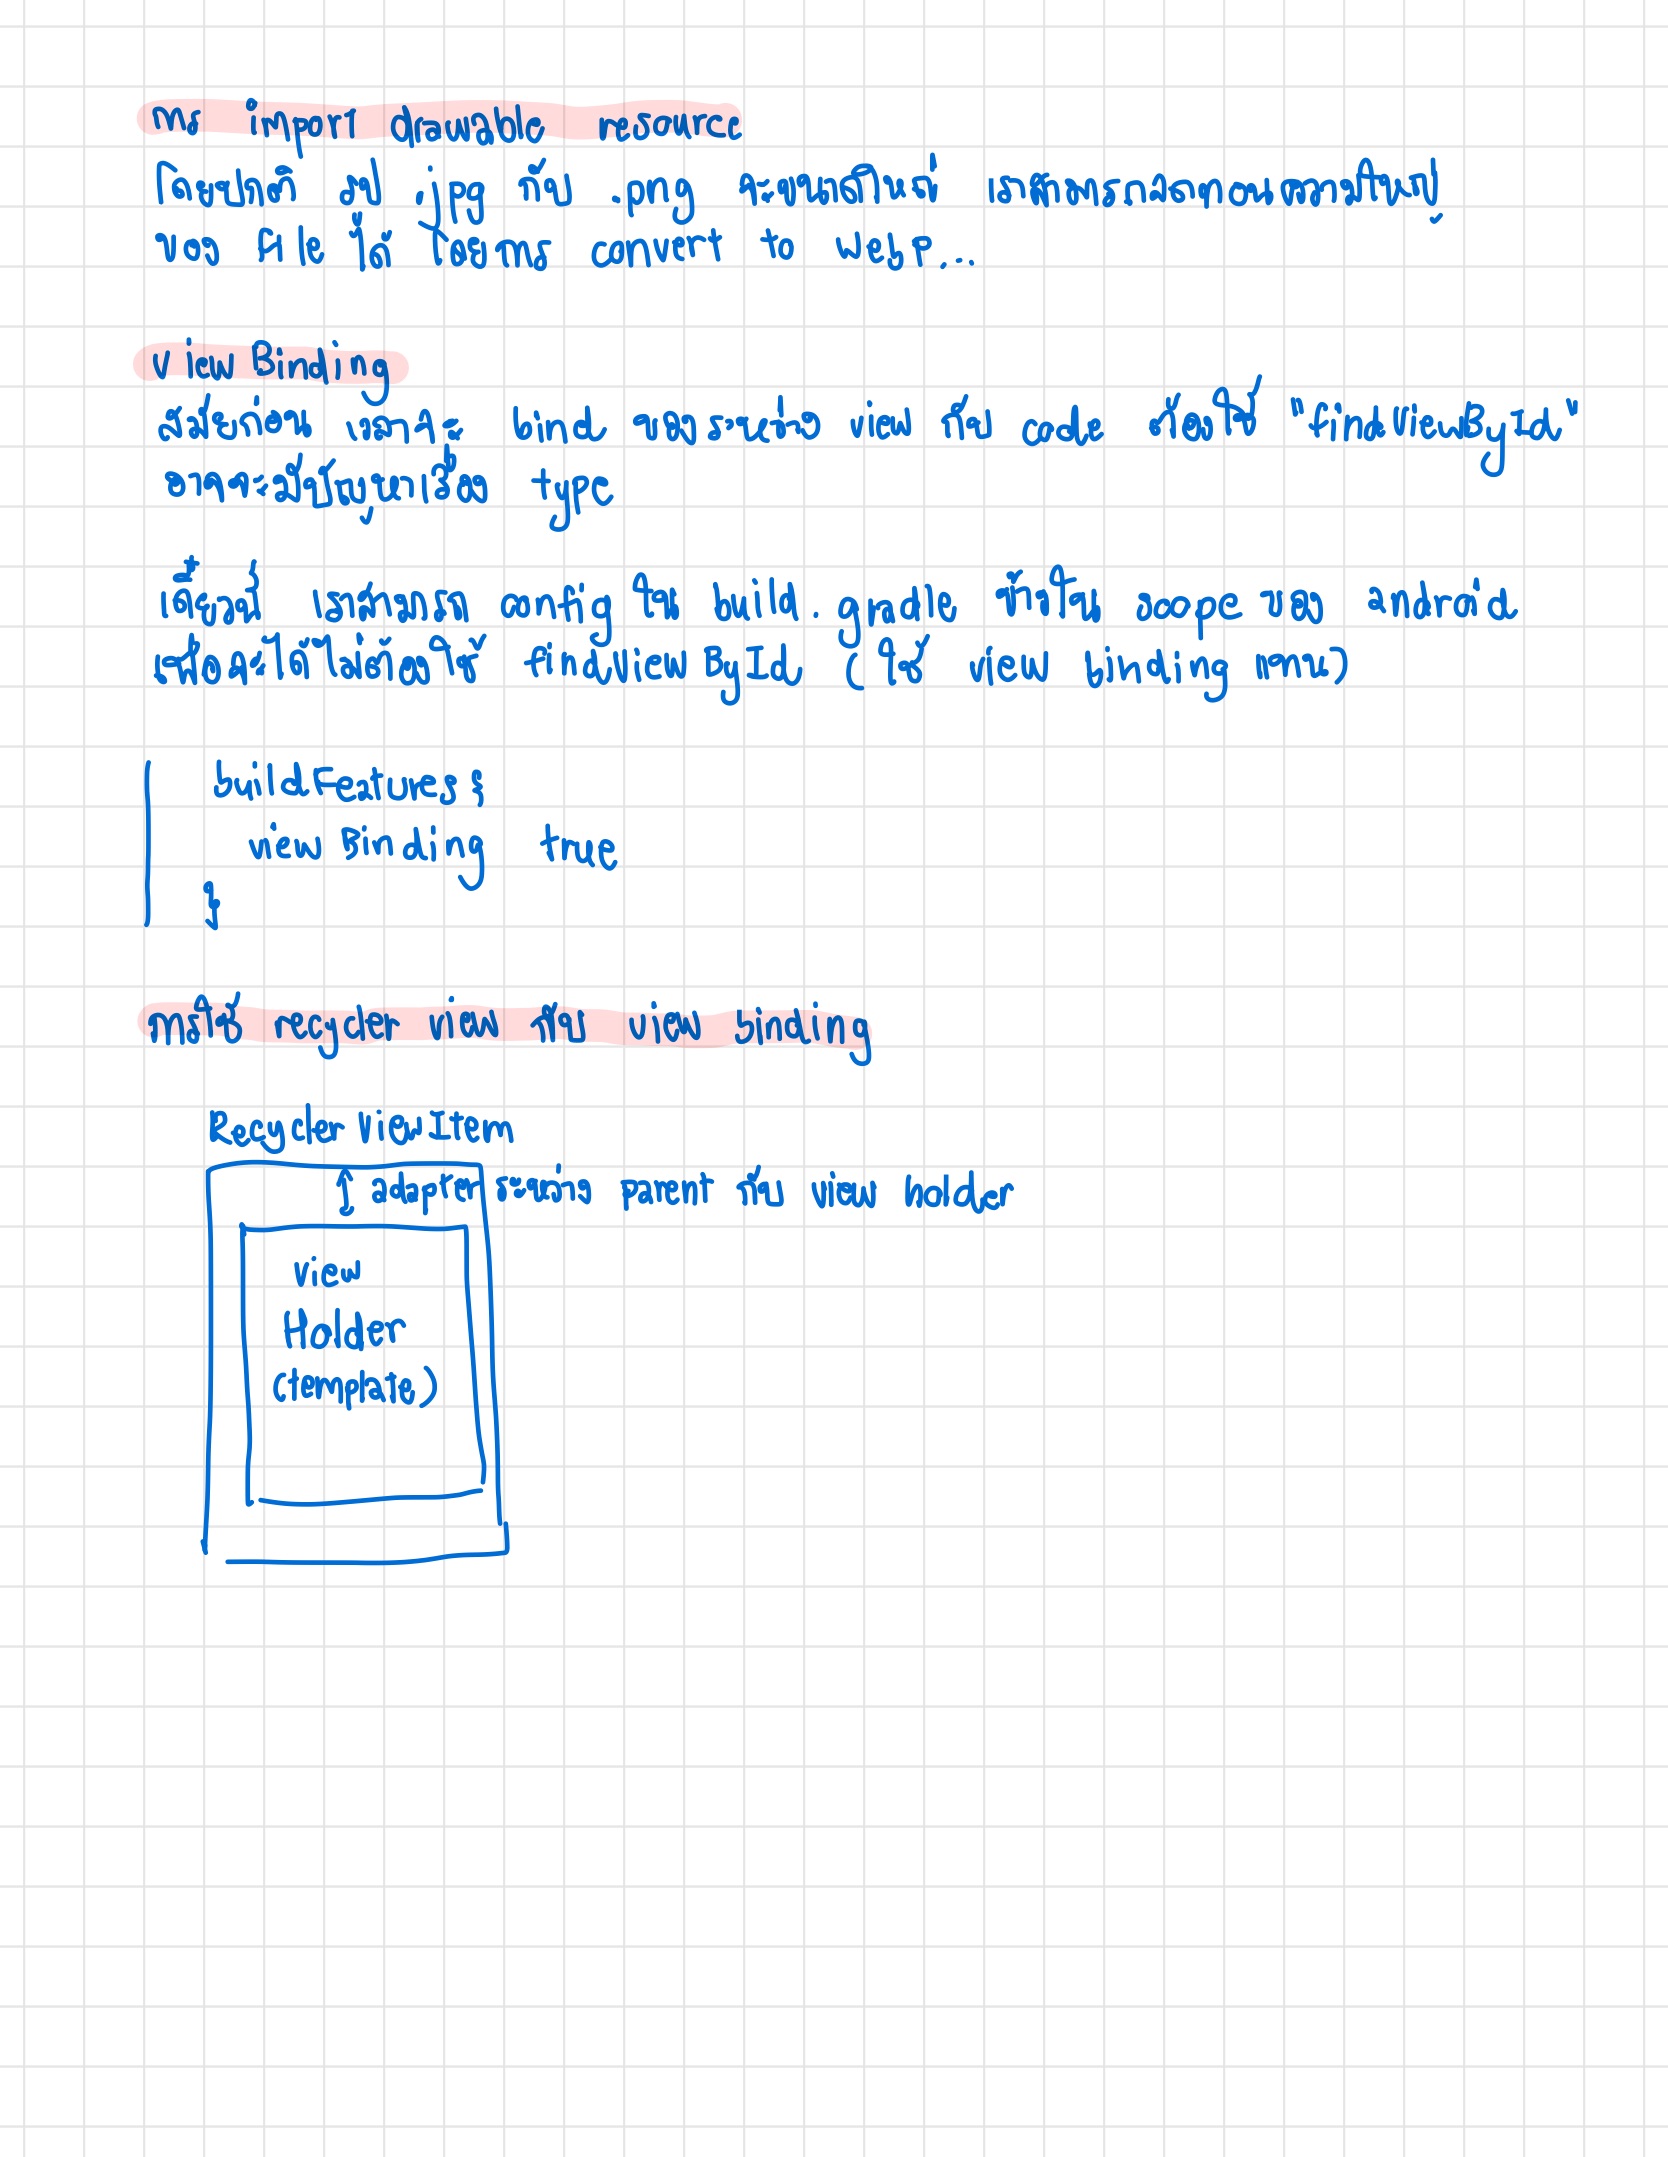 การ import drawable resource
โดยปกติ รูป .jpg กับ .png จะขนาดใหญ่ เราสามารถลดทอนความใหญ่
ของ file ได้ โดยการ convert to webp...
view Binding
สมัยก่อน เวลาจะ bind ของระหว่าง view กับ code ต้องใช้ "findViewById"
อาจจะมีปัญหาเรื่อง type
เดี๋ยวนี้ เราสามารถ config ใน build.gradle ข้างใน scope ของ android
เพื่อจะได้ไม่ต้องใช้ findViewById (ใช้ view binding แทน)
buildFeatures {
viewBinding true
}
การใช้ recycler view กับ view binding
RecyclerViewItem
adapter ระหว่าง parent กับ view holder
View
Holder
(template)